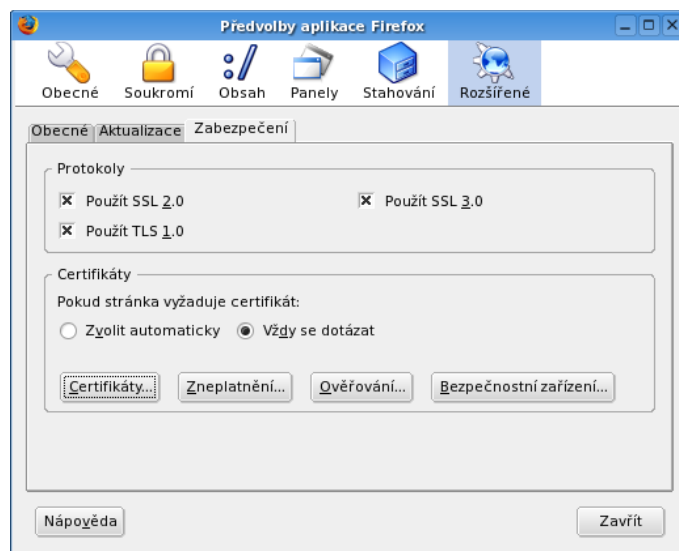 Předvolby aplikace Firefox
Obecné Soukromí Obsah Panely Stahování Rozšířené
Obecné Aktualizace Zabezpečení
Protokoly
Použít SSL 2.0 Použít SSL 3.0
Použít TLS 1.0
Certifikáty
Pokud stránka vyžaduje certifikát:
Zvolit automaticky Vždy se dotázat
Certifikáty... Zneplatnění... Ověřování... Bezpečnostní zařízení...
Nápověda Zavřít